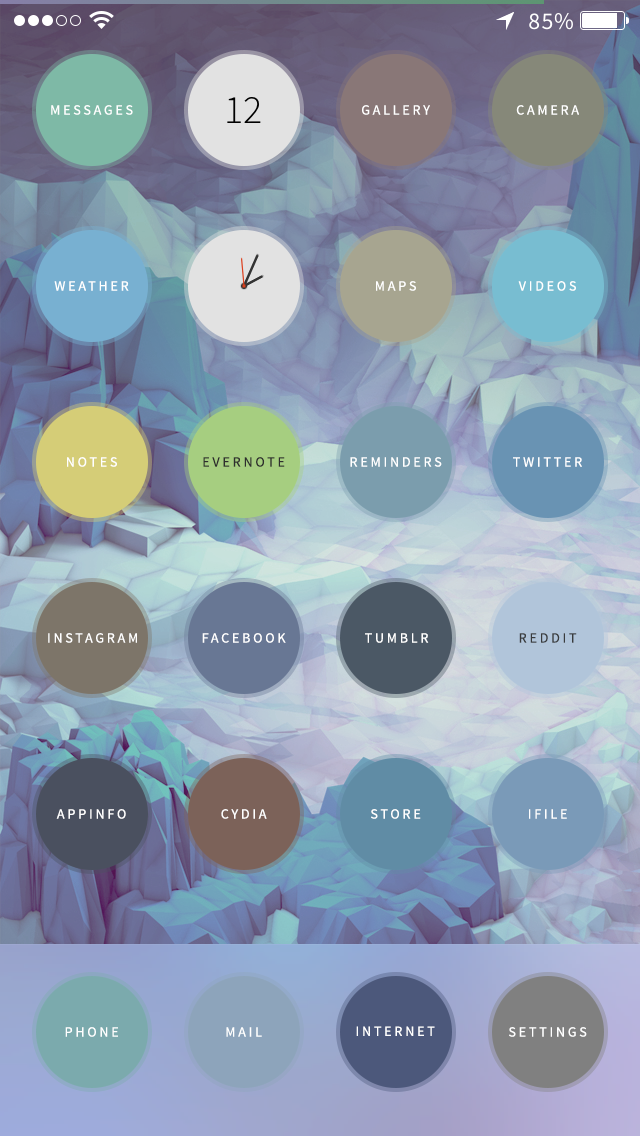 85%
MESSAGES
12
GALLERY
CAMERA
WEATHER
MAPS
VIDEOS
NOTES
EVERNOTE
REMINDERS
TWITTER
INSTAGRAM
FACEBOOK
TUMBLR
REDDIT
APPINFO
CYDIA
STORE
IFILE
PHONE
MAIL
INTERNET
SETTINGS